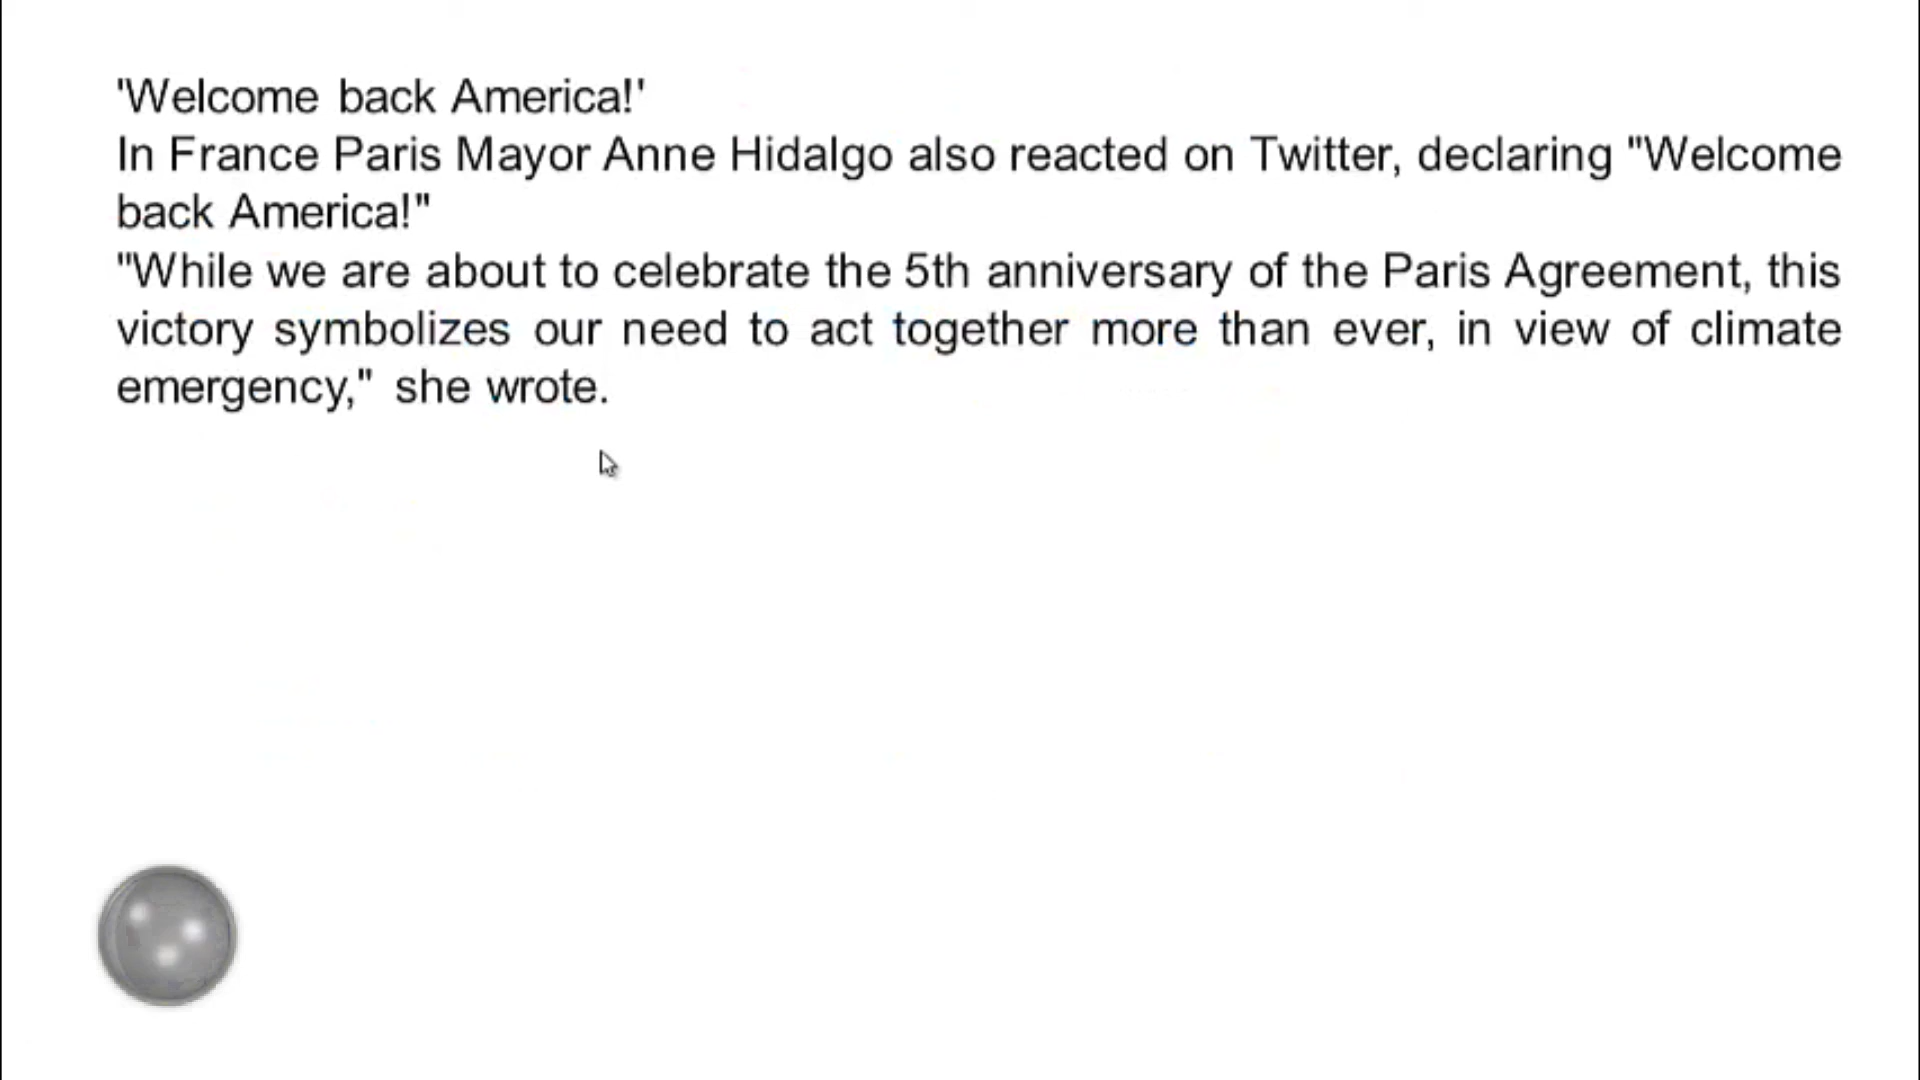 'Welcome back America!'
In France Paris Mayor Anne Hidalgo also reacted on Twitter, declaring "Welcome
back America!"
"While we are about to celebrate the 5th anniversary of the Paris Agreement, this
victory symbolizes our need to act together more than ever, in view of climate
emergency," she wrote.